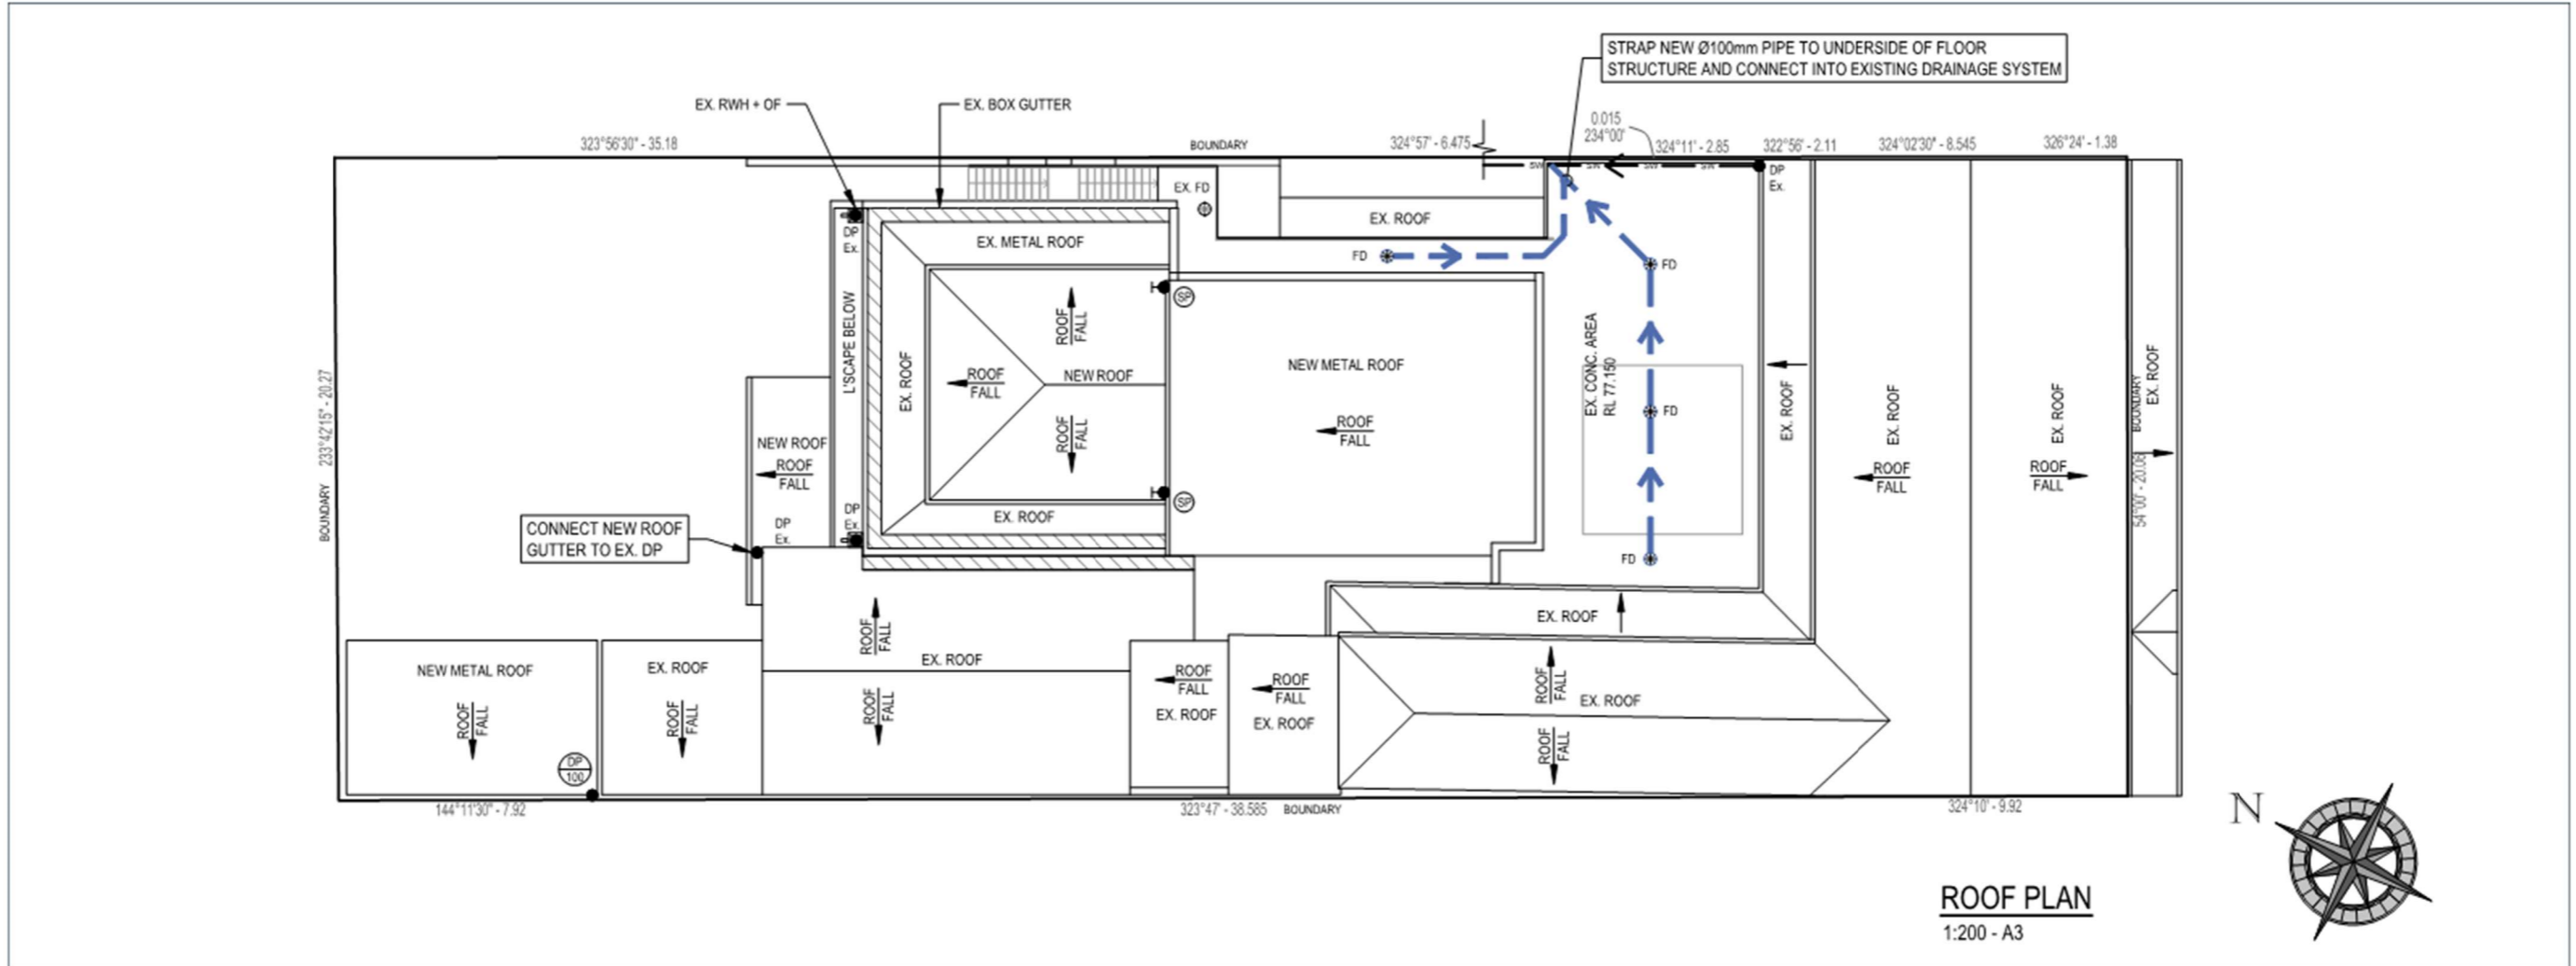 STRAP NEW Ø100mm PIPE TO UNDERSIDE OF FLOOR
STRUCTURE AND CONNECT INTO EXISTING DRAINAGE SYSTEM
EX. RWH + OF
EX. BOX GUTTER
323°56'30" - 35.18
BOUNDARY
324°57' - 6.475
0.015
234°00'
324°11' - 2.85
322°56' - 2.11
324°02'30" - 8.545
326°24' - 1.38
SW
SW
SW
SW
DP
Ex.
EX. FD
EX. ROOF
DP
Ex.
EX. METAL ROOF
FD
FD
L'SCAPE BELOW
EX. ROOF
ROOF
FALL
SP
ROOF
FALL
NEW ROOF
ROOF
FALL
SP
EX. ROOF
NEW METAL ROOF
ROOF
FALL
EX. CONC. AREA
RL 77.150
FD
FD
EX. ROOF
EX. ROOF
ROOF
FALL
EX. ROOF
ROOF
FALL
BOUNDARY
54°00' - 20.06
EX. ROOF
BOUNDARY
233°42'15" - 20.27
NEW ROOF
ROOF
FALL
DP
Ex.
DP
Ex.
CONNECT NEW ROOF
GUTTER TO EX. DP
EX. ROOF
NEW METAL ROOF
ROOF
FALL
DP
100
EX. ROOF
ROOF
FALL
ROOF
FALL
EX. ROOF
ROOF
FALL
ROOF
FALL
EX. ROOF
ROOF
FALL
EX. ROOF
ROOF
FALL
EX. ROOF
ROOF
FALL
144°11'30" - 7.92
323°47' - 38.585
BOUNDARY
324°10' - 9.92
N
ROOF PLAN
1:200 - A3